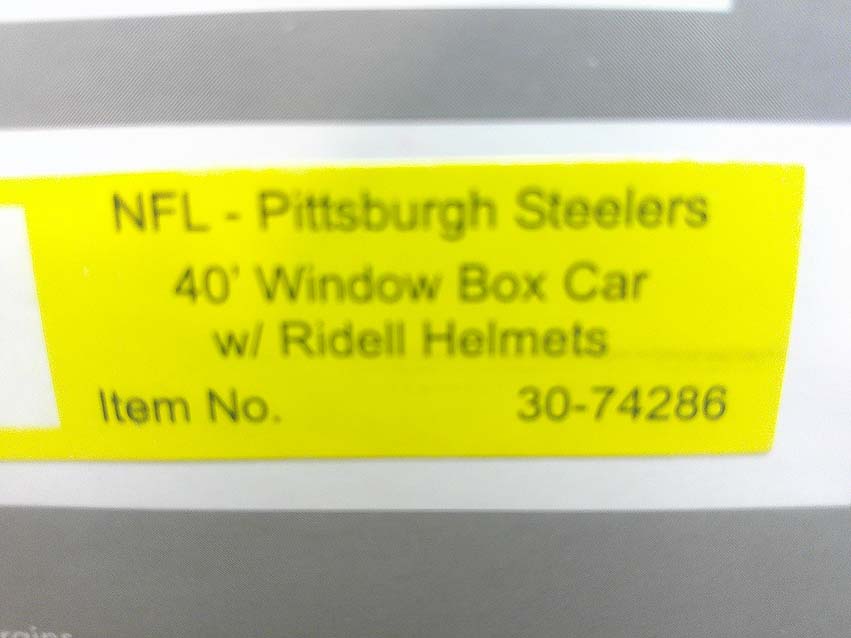 NFL - Pittsburgh Steelers
40' Window Box Car
w/ Ridell Helmets
Item No. 30-74286